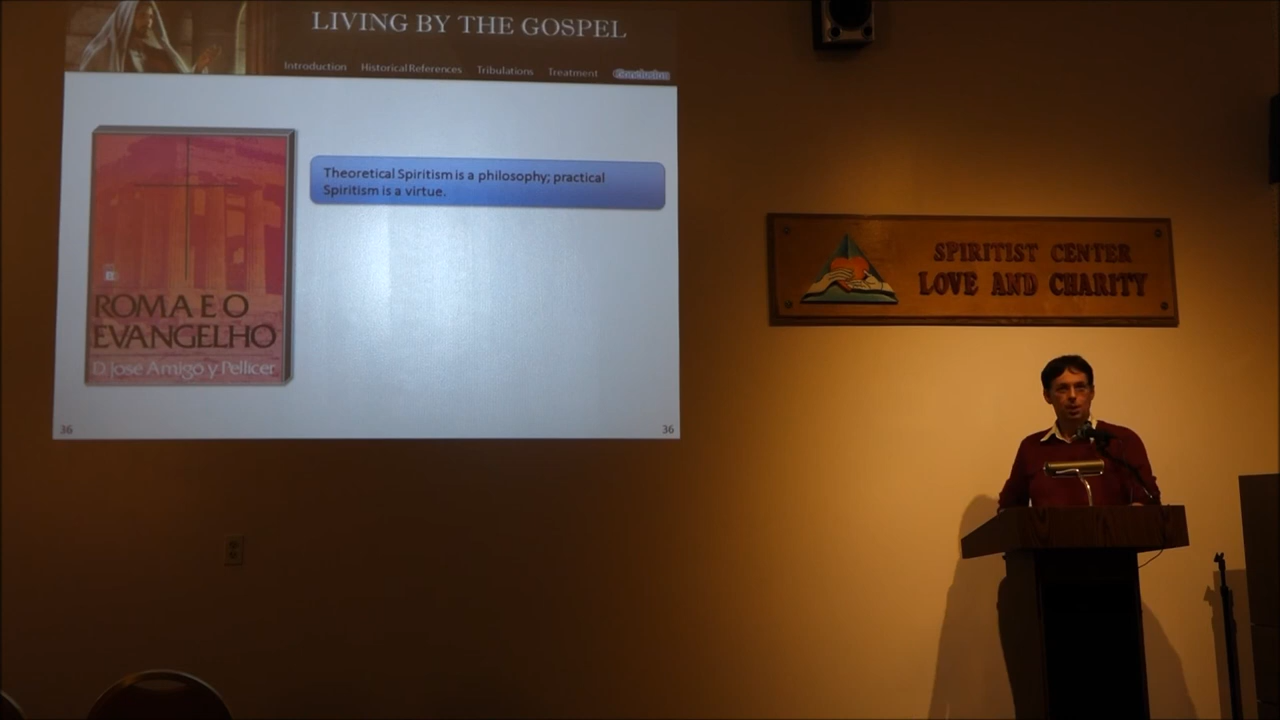 LIVING BY THE GOSPEL
Introduction Historical References Tribulations Treatment Conclusion
Theoretical Spiritism is a philosophy; practical
Spiritism is a virtue.
ROMA E O
EVANGELHO
D. José Amigo y Pellicer
36 36
SPIRITIST CENTER
LOVE AND CHARITY